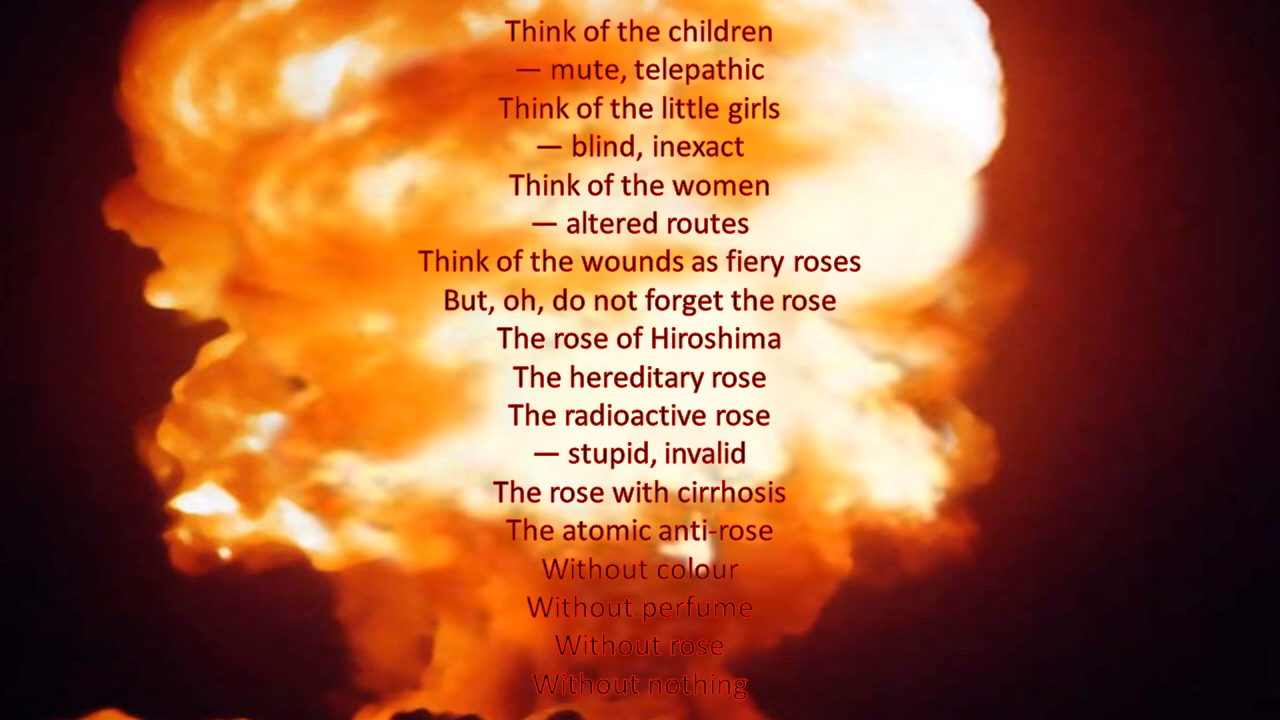 Think of the children
— mute, telepathic
Think of the little girls
— blind, inexact
Think of the women
— altered routes
Think of the wounds as fiery roses
But, oh, do not forget the rose
The rose of Hiroshima
The hereditary rose
The radioactive rose
— stupid, invalid
The rose with cirrhosis
The atomic anti-rose
Without colour
Without perfume
Without rose
Without nothing